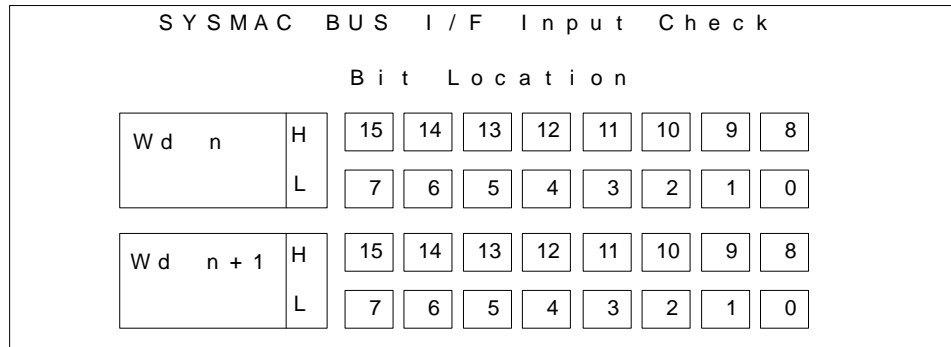 SYSMAC BUS I/F Input Check
Bit Location
Wd n H 15 14 13 12 11 10 9 8
L 7 6 5 4 3 2 1 0
Wd n+1 H 15 14 13 12 11 10 9 8
L 7 6 5 4 3 2 1 0